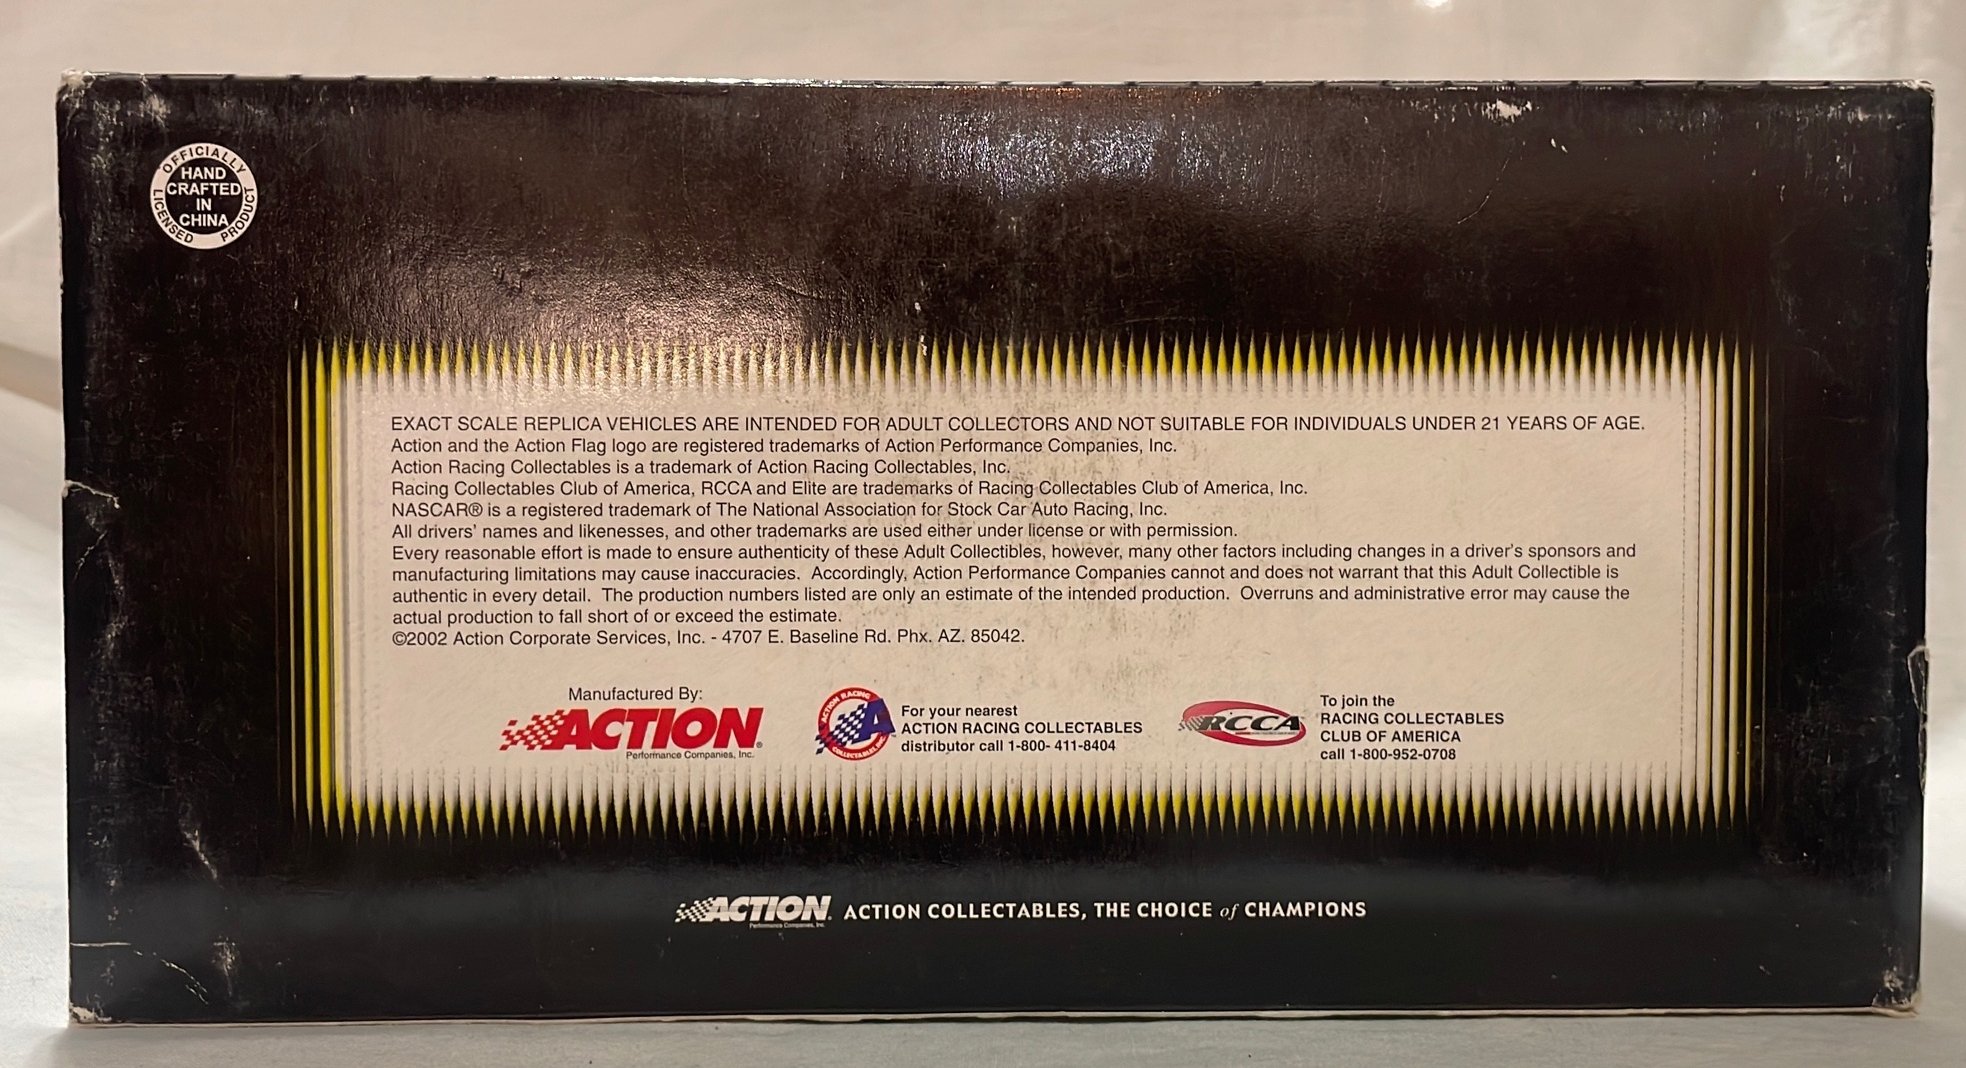 OFFICIALLY
LICENSED PRODUCT
HAND
CRAFTED
IN
CHINA
EXACT SCALE REPLICA VEHICLES ARE INTENDED FOR ADULT COLLECTORS AND NOT SUITABLE FOR INDIVIDUALS UNDER 21 YEARS OF AGE.
Action and the Action Flag logo are registered trademarks of Action Performance Companies, Inc.
Action Racing Collectables is a trademark of Action Racing Collectables, Inc.
Racing Collectables Club of America, RCCA and Elite are trademarks of Racing Collectables Club of America, Inc.
NASCAR® is a registered trademark of The National Association for Stock Car Auto Racing, Inc.
All drivers' names and likenesses, and other trademarks are used either under license or with permission.
Every reasonable effort is made to ensure authenticity of these Adult Collectibles, however, many other factors including changes in a driver's sponsors and
manufacturing limitations may cause inaccuracies. Accordingly, Action Performance Companies cannot and does not warrant that this Adult Collectible is
authentic in every detail. The production numbers listed are only an estimate of the intended production. Overruns and administrative error may cause the
actual production to fall short of or exceed the estimate.
©2002 Action Corporate Services, Inc. - 4707 E. Baseline Rd. Phx. AZ. 85042.
Manufactured By:
ACTION®
Performance Companies, Inc.
ACTION RACING
A
COLLECTABLES, INC.
For your nearest
ACTION RACING COLLECTABLES
distributor call 1-800- 411-8404
RCCA
To join the
RACING COLLECTABLES
CLUB OF AMERICA
call 1-800-952-0708
ACTION® ACTION COLLECTABLES, THE CHOICE of CHAMPIONS
Performance Companies, Inc.